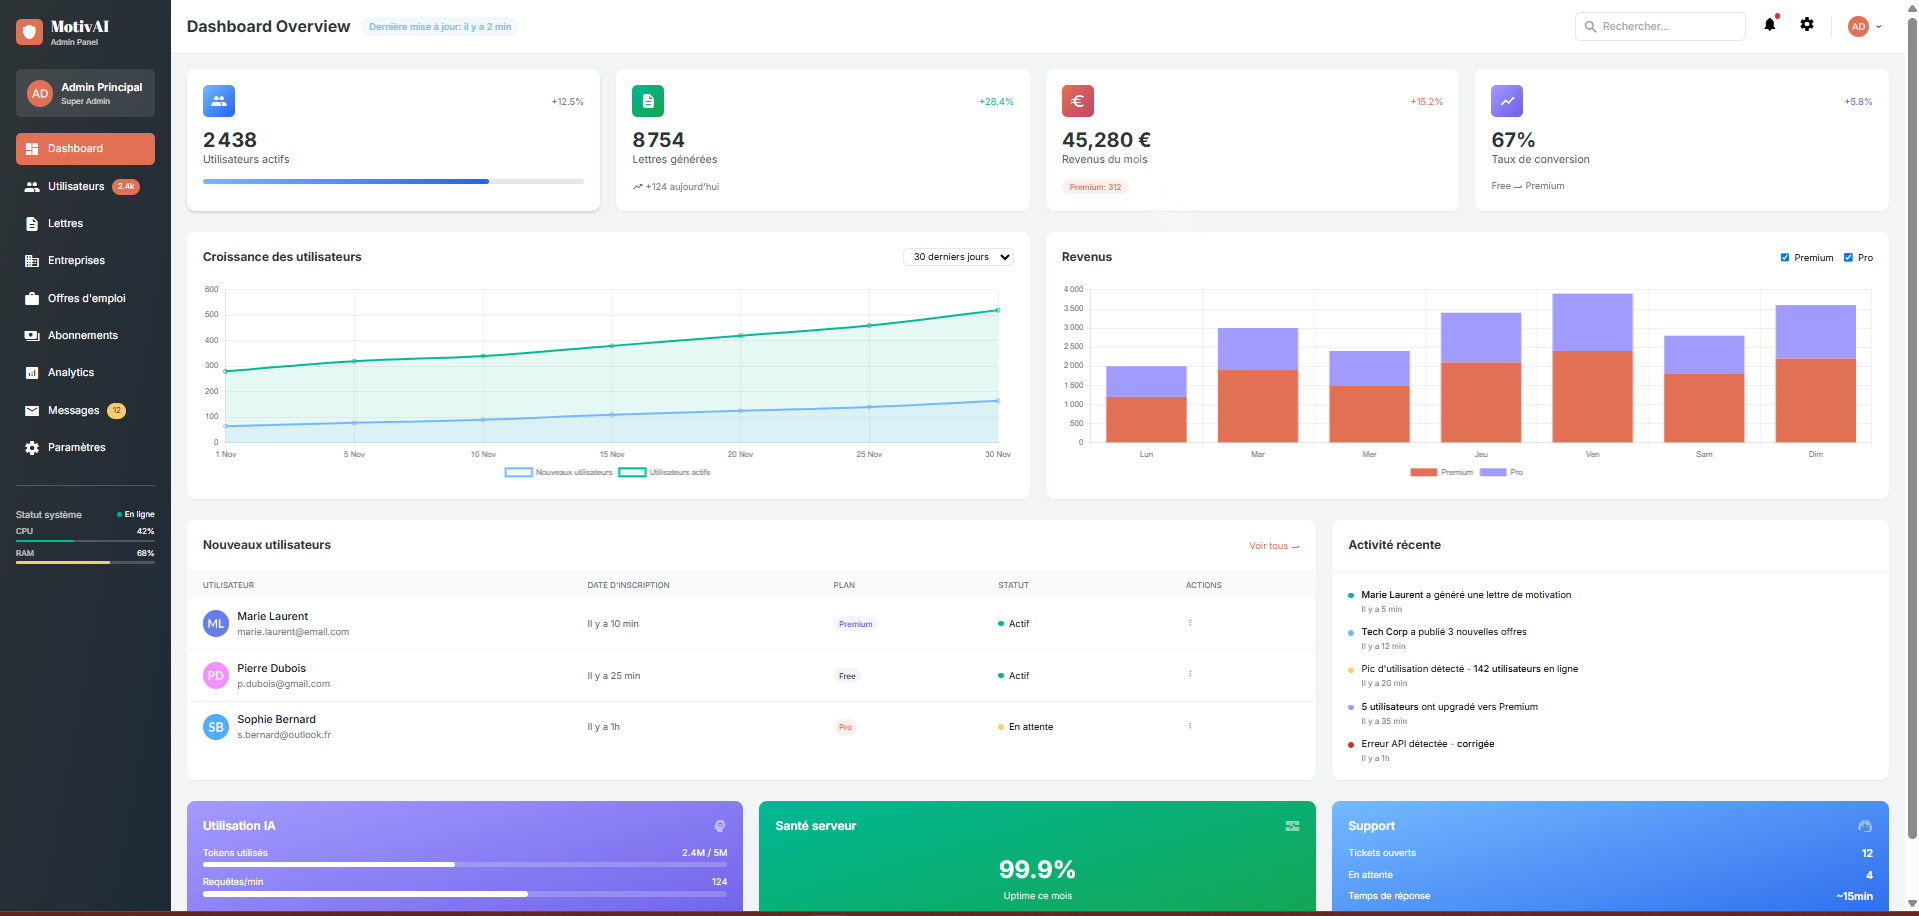 MotivAI
Admin Panel
AD
Admin Principal
Super Admin
Dashboard
Utilisateurs 2.4k
Lettres
Entreprises
Offres d'emploi
Abonnements
Analytics
Messages 12
Paramètres
Statut système En ligne
CPU 42%
RAM 68%
Dashboard Overview Dernière mise à jour: il y a 2 min
Rechercher...
AD
+12.5%
2 438
Utilisateurs actifs
+28.4%
8 754
Lettres générées
+124 aujourd'hui
+15.2%
45,280 €
Revenus du mois
Premium: 312
+5.8%
67%
Taux de conversion
Free → Premium
Croissance des utilisateurs 30 derniers jours
600
500
400
300
200
100
0
1 Nov 5 Nov 10 Nov 15 Nov 20 Nov 25 Nov 30 Nov
Nouveaux utilisateurs Utilisateurs actifs
Revenus Premium Pro
4 000
3 500
3 000
2 500
2 000
1 500
1 000
500
0
Lun Mar Mer Jeu Ven Sam Dim
Premium Pro
Nouveaux utilisateurs Voir tous →
UTILISATEUR DATE D'INSCRIPTION PLAN STATUT ACTIONS
ML Marie Laurent
marie.laurent@email.com
Il y a 10 min Premium Actif
PD Pierre Dubois
p.dubois@gmail.com
Il y a 25 min Free Actif
SB Sophie Bernard
s.bernard@outlook.fr
Il y a 1h Pro En attente
Activité récente
Marie Laurent a généré une lettre de motivation
Il y a 5 min
Tech Corp a publié 3 nouvelles offres
Il y a 12 min
Pic d'utilisation détecté - 142 utilisateurs en ligne
Il y a 20 min
5 utilisateurs ont upgradé vers Premium
Il y a 35 min
Erreur API détectée - corrigée
Il y a 1h
Utilisation IA
Tokens utilisés 2.4M / 5M
Requêtes/min 124
Santé serveur
99.9%
Uptime ce mois
Support
Tickets ouverts 12
En attente 4
Temps de réponse ~15min